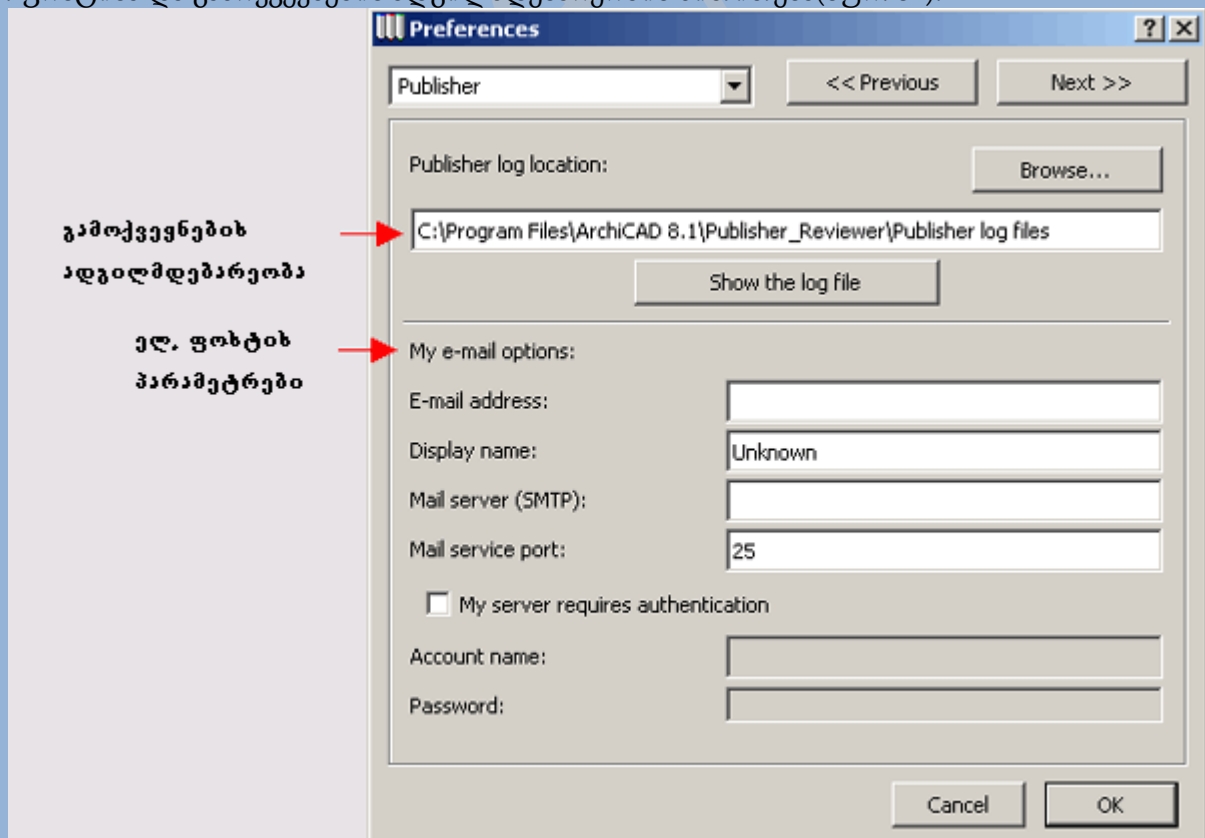 Preferences
Publisher
<< Previous
Next >>
Publisher log location:
Browse...
გამოქვეყნების
ადგილმდებარეობა
C:\Program Files\ArchiCAD 8.1\Publisher_Reviewer\Publisher log files
Show the log file
ელ. ფოსტის
პარამეტრები
My e-mail options:
E-mail address:
Display name:
Unknown
Mail server (SMTP):
Mail service port:
25
My server requires authentication
Account name:
Password:
Cancel
OK